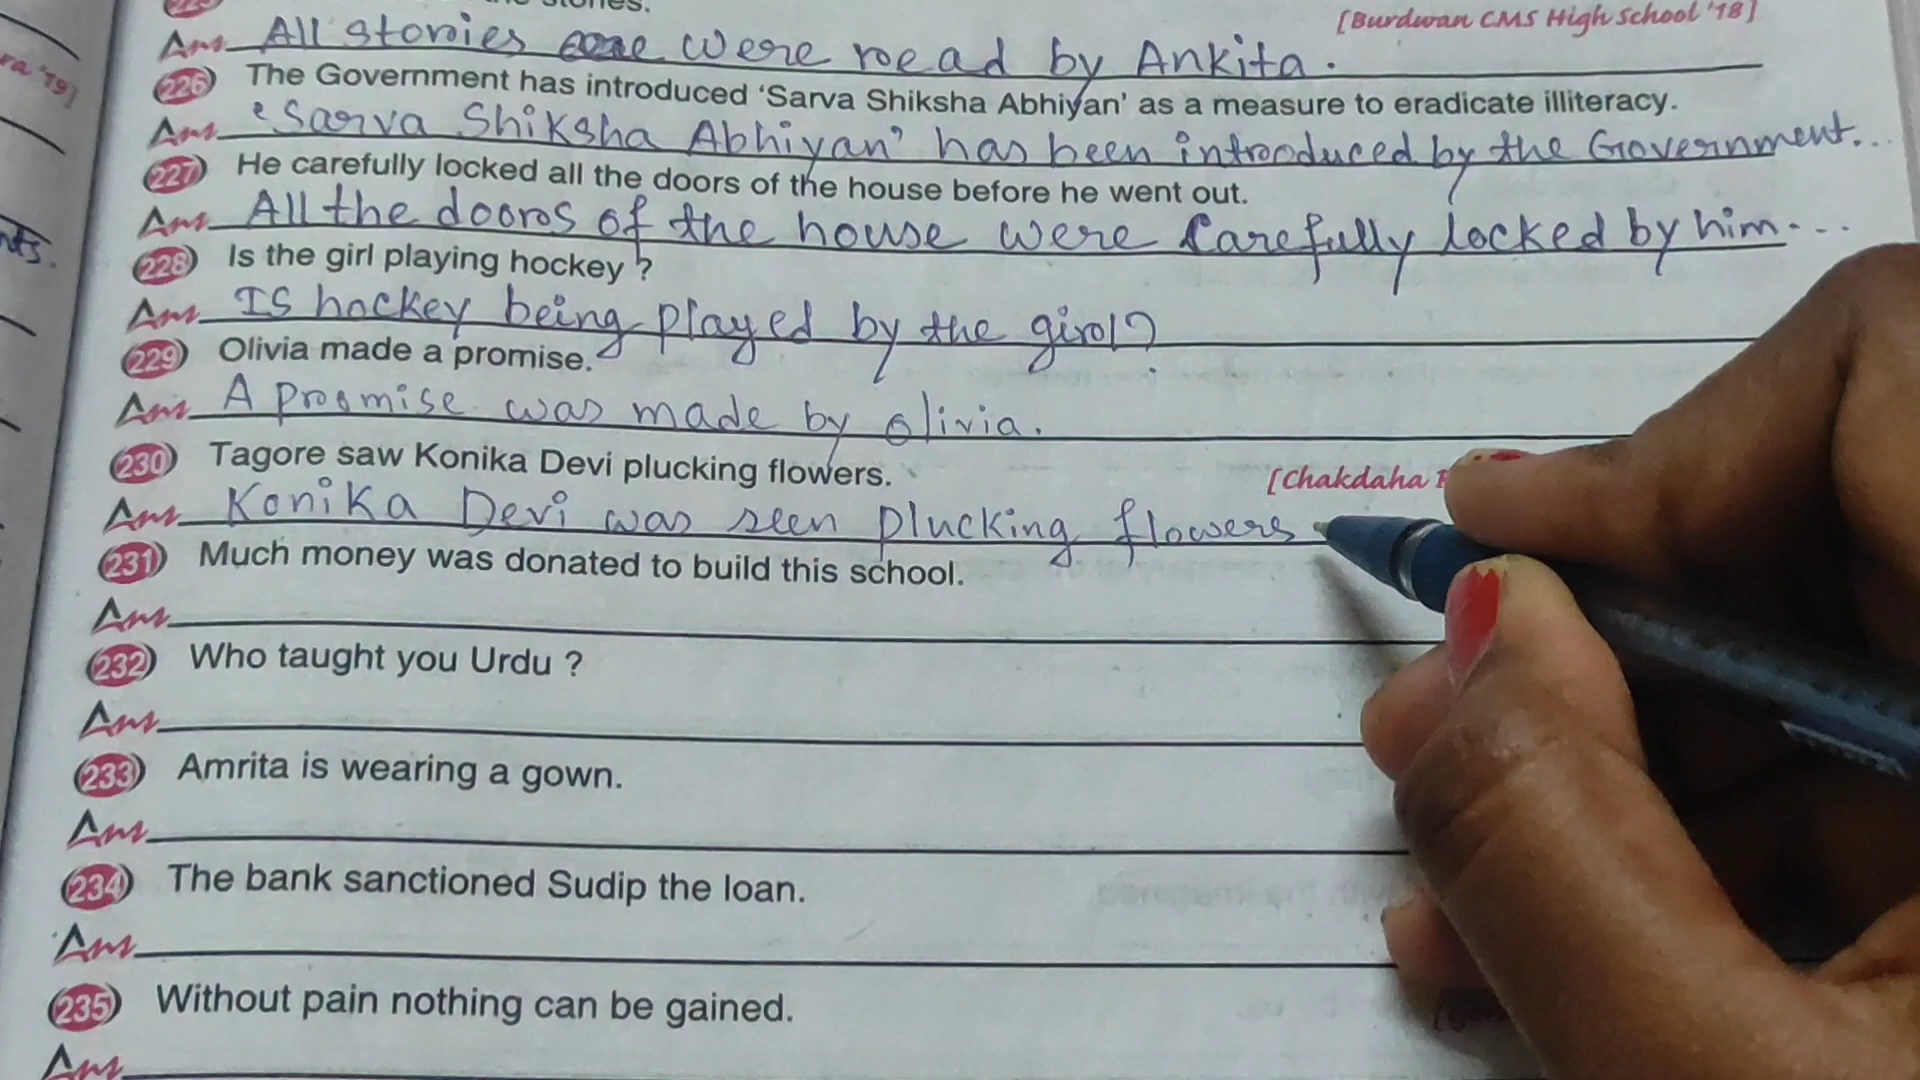 stories.
[Burdwan CMS High School '18]
Ans All stories were read by Ankita.
226 The Government has introduced 'Sarva Shiksha Abhiyan' as a measure to eradicate illiteracy.
Ans 'Sarva Shiksha Abhiyan' has been introduced by the Government...
227 He carefully locked all the doors of the house before he went out.
Ans All the doors of the house were carefully locked by him....
228 Is the girl playing hockey ?
Ans Is hockey being played by the girl?
229 Olivia made a promise.
Ans A promise was made by Olivia.
230 Tagore saw Konika Devi plucking flowers.
[Chakdaha
Ans Konika Devi was seen plucking flowers
231 Much money was donated to build this school.
Ans
232 Who taught you Urdu ?
Ans
233 Amrita is wearing a gown.
Ans
234 The bank sanctioned Sudip the loan.
Ans
235 Without pain nothing can be gained.
Ans